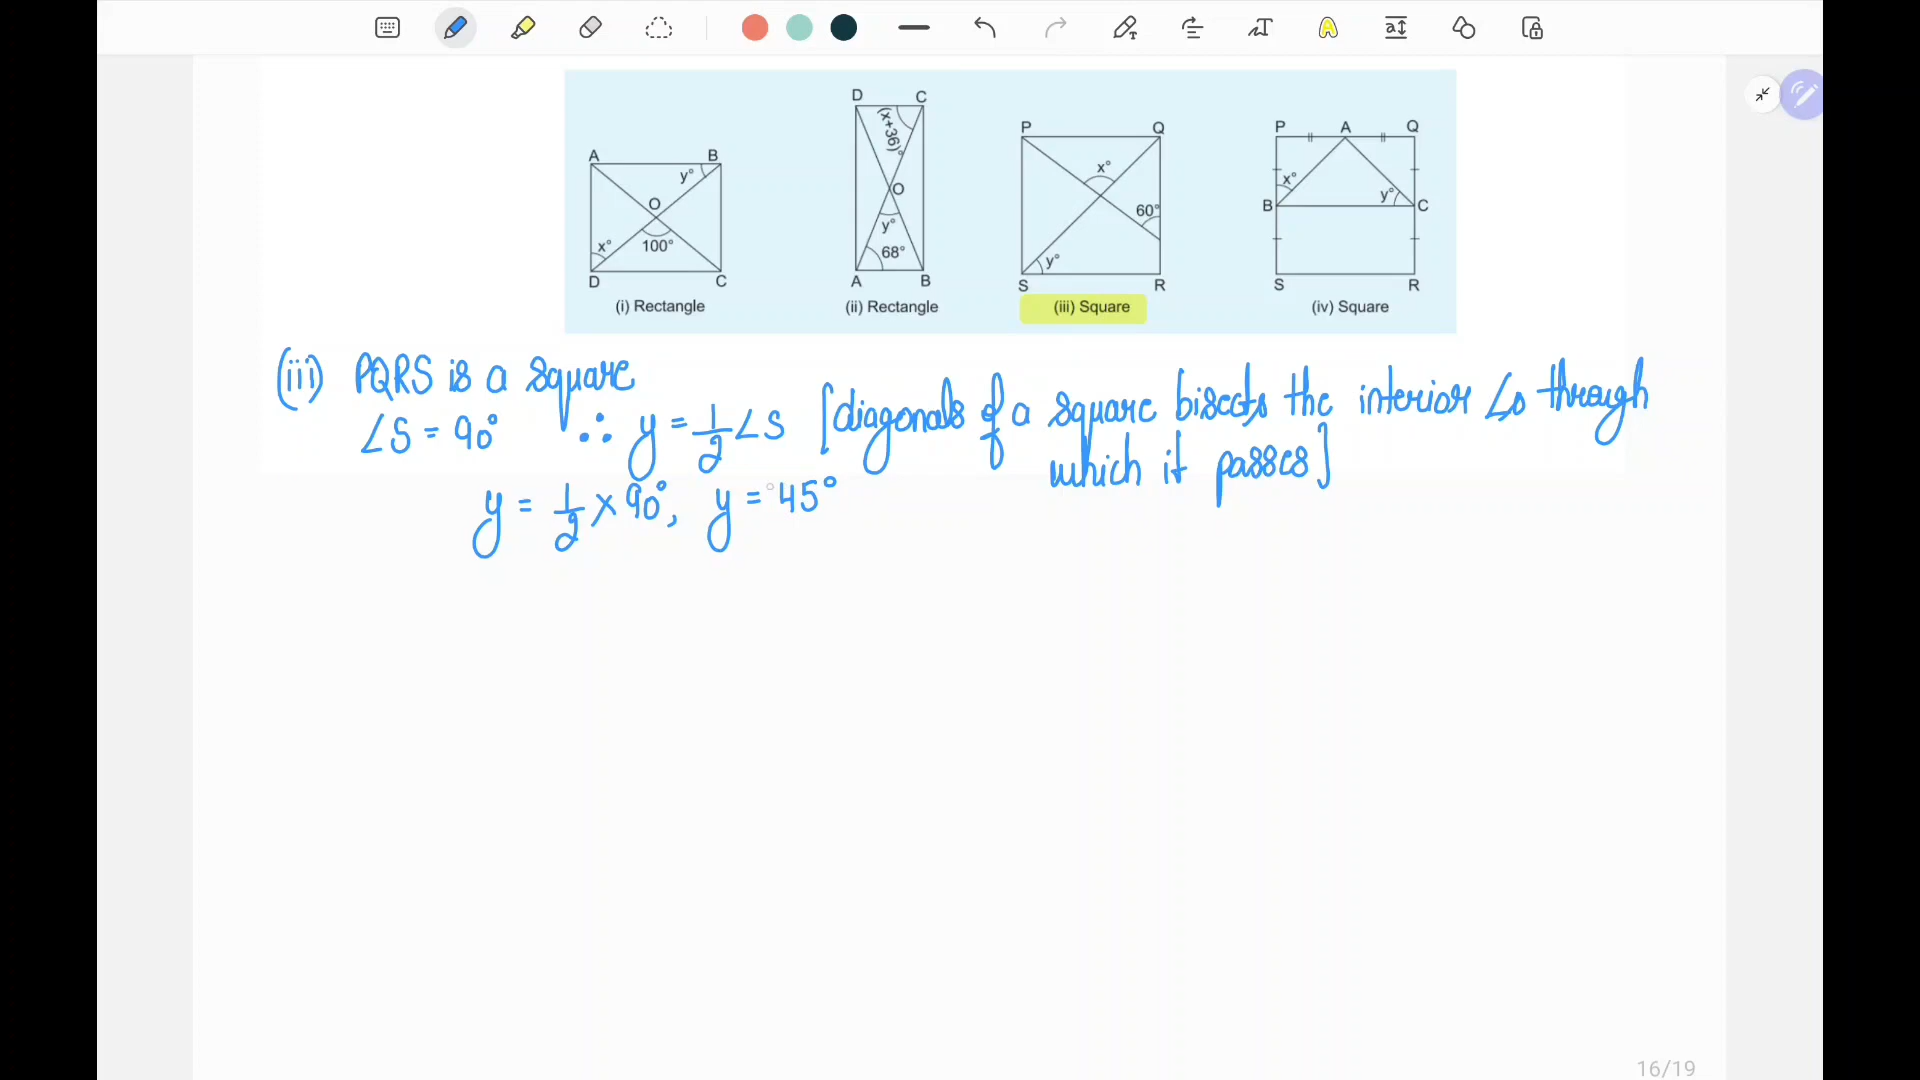 D C
(x+36)°
P Q
P A Q
A B
y°
x°
x°
O
O
60°
y°
B C
x°
100°
y°
68°
y°
D C
A B
S R
S R
(i) Rectangle
(ii) Rectangle
(iii) Square
(iv) Square
(iii) PQRS is a square
∠S = 90° ∴ y = 1/2 ∠S [diagonals of a square bisects the interior ∠s through
which it passes]
y = 1/2 × 90°, y = 45°
16/19